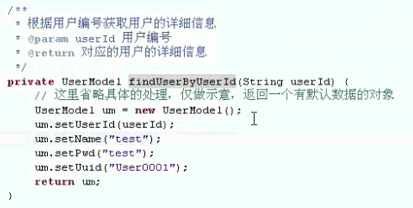 /**
 * 根据用户编号获取用户的详细信息
 * @param userId 用户编号
 * @return 对应的用户的详细信息
 */
private UserModel findUserByUserId(String userId) {
// 这里省略具体的处理，仅做示意，返回一个有默认数据的对象
UserModel um = new UserModel();
um.setUserId(userId);
um.setName("test");
um.setPwd("test");
um.setUuid("User0001");
return um;
}